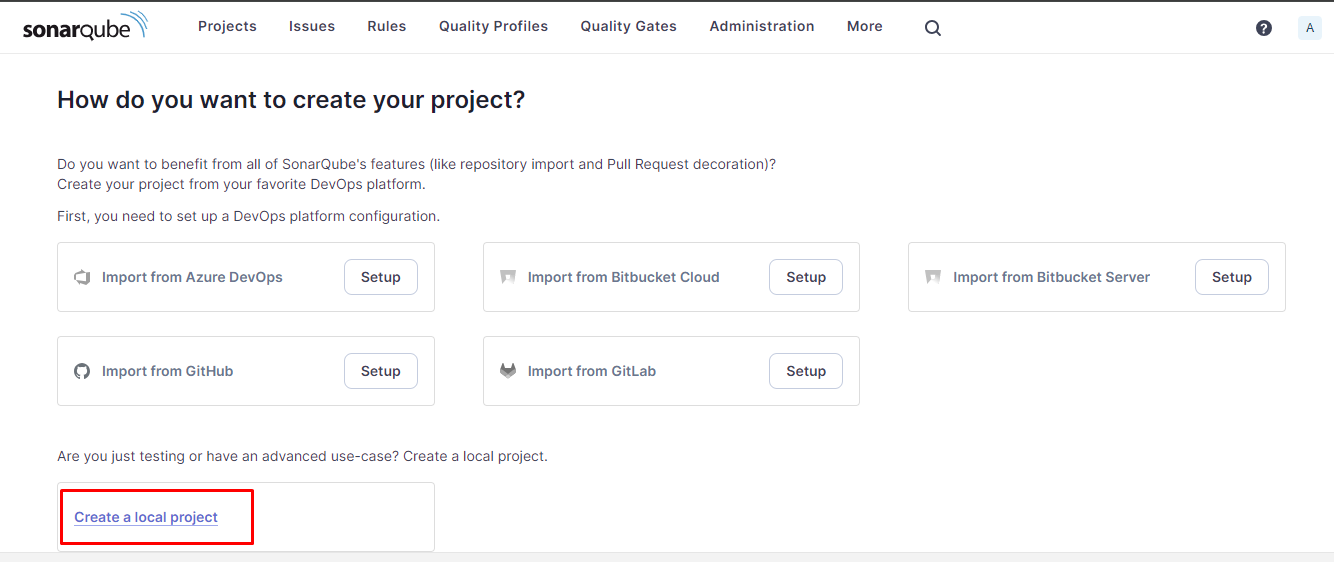 sonarqube Projects Issues Rules Quality Profiles Quality Gates Administration More ? A
How do you want to create your project?
Do you want to benefit from all of SonarQube's features (like repository import and Pull Request decoration)?
Create your project from your favorite DevOps platform.
First, you need to set up a DevOps platform configuration.
Import from Azure DevOps Setup Import from Bitbucket Cloud Setup Import from Bitbucket Server Setup
Import from GitHub Setup Import from GitLab Setup
Are you just testing or have an advanced use-case? Create a local project.
Create a local project